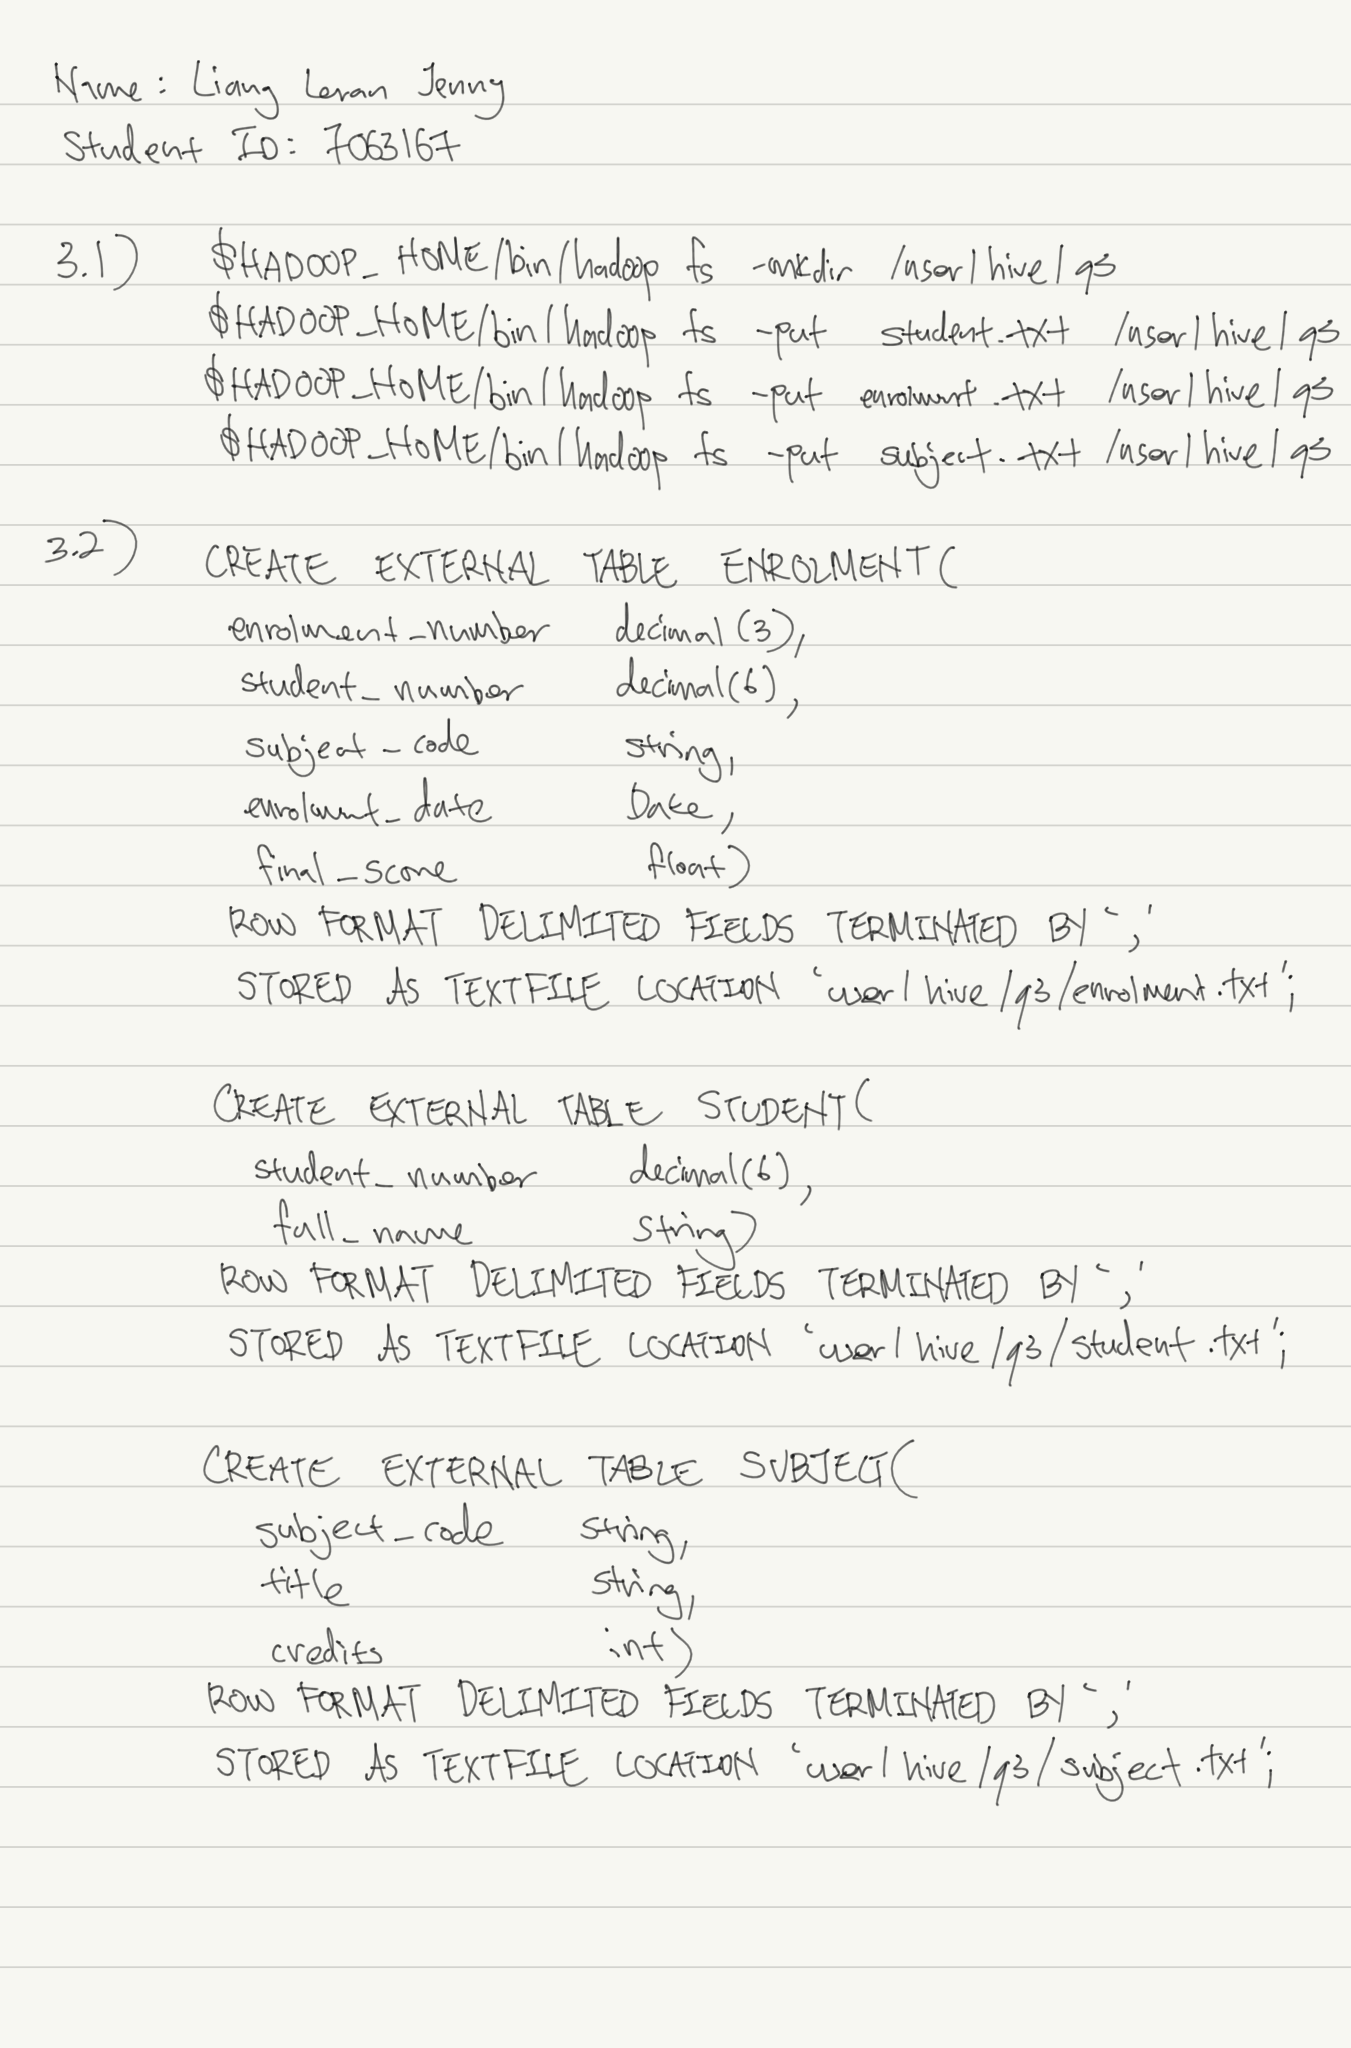 Name: Liang Leran Jenny
Student ID: 7063167
3.1) $HADOOP_HOME/bin/hadoop fs -mkdir /user/hive/q3
$HADOOP_HOME/bin/hadoop fs -put student.txt /user/hive/q3
$HADOOP_HOME/bin/hadoop fs -put enrolment.txt /user/hive/q3
$HADOOP_HOME/bin/hadoop fs -put subject.txt /user/hive/q3
3.2) CREATE EXTERNAL TABLE ENROLMENT(
enrolment_number decimal(3),
student_number decimal(6),
subject_code string,
enrolment_date Date,
final_score float)
ROW FORMAT DELIMITED FIELDS TERMINATED BY ','
STORED AS TEXTFILE LOCATION 'user/hive/q3/enrolment.txt';
CREATE EXTERNAL TABLE STUDENT(
student_number decimal(6),
full_name string)
ROW FORMAT DELIMITED FIELDS TERMINATED BY ','
STORED AS TEXTFILE LOCATION 'user/hive/q3/student.txt';
CREATE EXTERNAL TABLE SUBJECT(
subject_code string,
title string,
credits int)
ROW FORMAT DELIMITED FIELDS TERMINATED BY ','
STORED AS TEXTFILE LOCATION 'user/hive/q3/subject.txt';